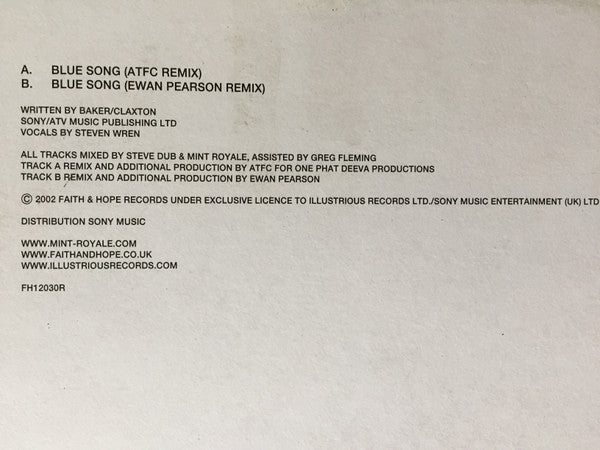 A. BLUE SONG (ATFC REMIX)
B. BLUE SONG (EWAN PEARSON REMIX)
WRITTEN BY BAKER/CLAXTON
SONY/ATV MUSIC PUBLISHING LTD
VOCALS BY STEVEN WREN
ALL TRACKS MIXED BY STEVE DUB & MINT ROYALE, ASSISTED BY GREG FLEMING
TRACK A REMIX AND ADDITIONAL PRODUCTION BY ATFC FOR ONE PHAT DEEVA PRODUCTIONS
TRACK B REMIX AND ADDITIONAL PRODUCTION BY EWAN PEARSON
© 2002 FAITH & HOPE RECORDS UNDER EXCLUSIVE LICENCE TO ILLUSTRIOUS RECORDS LTD./SONY MUSIC ENTERTAINMENT (UK) LTD
DISTRIBUTION SONY MUSIC
WWW.MINT-ROYALE.COM
WWW.FAITHANDHOPE.CO.UK
WWW.ILLUSTRIOUSRECORDS.COM
FH12030R